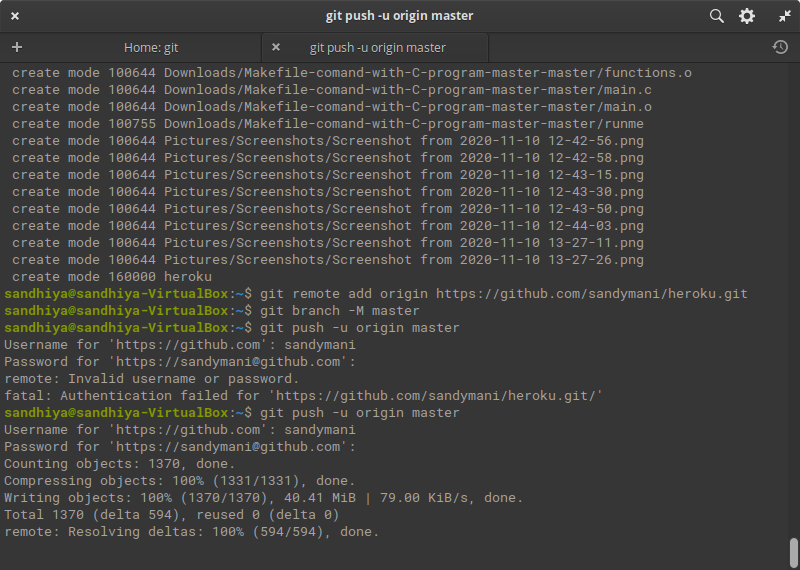 git push -u origin master
Home: git
git push -u origin master
create mode 100644 Downloads/Makefile-comand-with-C-program-master-master/functions.o
create mode 100644 Downloads/Makefile-comand-with-C-program-master-master/main.c
create mode 100644 Downloads/Makefile-comand-with-C-program-master-master/main.o
create mode 100755 Downloads/Makefile-comand-with-C-program-master-master/runme
create mode 100644 Pictures/Screenshots/Screenshot from 2020-11-10 12-42-56.png
create mode 100644 Pictures/Screenshots/Screenshot from 2020-11-10 12-42-58.png
create mode 100644 Pictures/Screenshots/Screenshot from 2020-11-10 12-43-15.png
create mode 100644 Pictures/Screenshots/Screenshot from 2020-11-10 12-43-30.png
create mode 100644 Pictures/Screenshots/Screenshot from 2020-11-10 12-43-50.png
create mode 100644 Pictures/Screenshots/Screenshot from 2020-11-10 12-44-03.png
create mode 100644 Pictures/Screenshots/Screenshot from 2020-11-10 13-27-11.png
create mode 100644 Pictures/Screenshots/Screenshot from 2020-11-10 13-27-26.png
create mode 160000 heroku
sandhiya@sandhiya-VirtualBox:~$ git remote add origin https://github.com/sandymani/heroku.git
sandhiya@sandhiya-VirtualBox:~$ git branch -M master
sandhiya@sandhiya-VirtualBox:~$ git push -u origin master
Username for 'https://github.com': sandymani
Password for 'https://sandymani@github.com':
remote: Invalid username or password.
fatal: Authentication failed for 'https://github.com/sandymani/heroku.git/'
sandhiya@sandhiya-VirtualBox:~$ git push -u origin master
Username for 'https://github.com': sandymani
Password for 'https://sandymani@github.com':
Counting objects: 1370, done.
Compressing objects: 100% (1331/1331), done.
Writing objects: 100% (1370/1370), 40.41 MiB | 79.00 KiB/s, done.
Total 1370 (delta 594), reused 0 (delta 0)
remote: Resolving deltas: 100% (594/594), done.